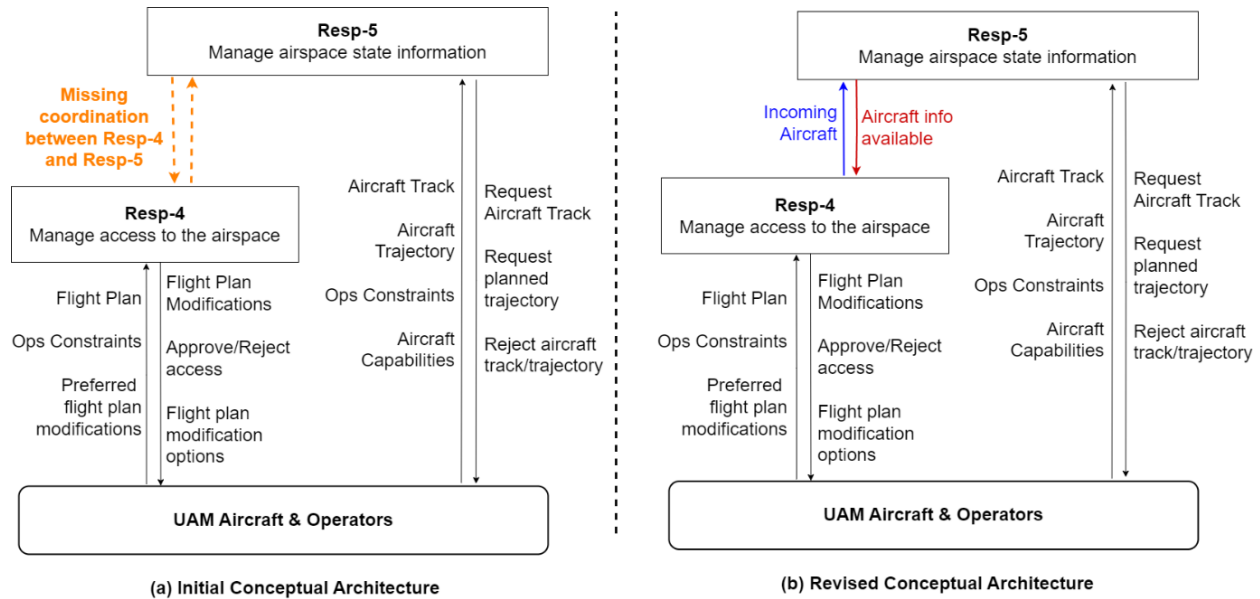 Resp-5
Manage airspace state information
Missing
coordination
between Resp-4
and Resp-5
Resp-4
Manage access to the airspace
Flight Plan
Ops Constraints
Preferred
flight plan
modifications
Flight Plan
Modifications
Approve/Reject
access
Flight plan
modification
options
Aircraft Track
Aircraft
Trajectory
Ops Constraints
Aircraft
Capabilities
Request
Aircraft Track
Request
planned
trajectory
Reject aircraft
track/trajectory
UAM Aircraft & Operators
(a) Initial Conceptual Architecture
Resp-5
Manage airspace state information
Incoming
Aircraft
Aircraft info
available
Resp-4
Manage access to the airspace
Flight Plan
Ops Constraints
Preferred
flight plan
modifications
Flight Plan
Modifications
Approve/Reject
access
Flight plan
modification
options
Aircraft Track
Aircraft
Trajectory
Ops Constraints
Aircraft
Capabilities
Request
Aircraft Track
Request
planned
trajectory
Reject aircraft
track/trajectory
UAM Aircraft & Operators
(b) Revised Conceptual Architecture